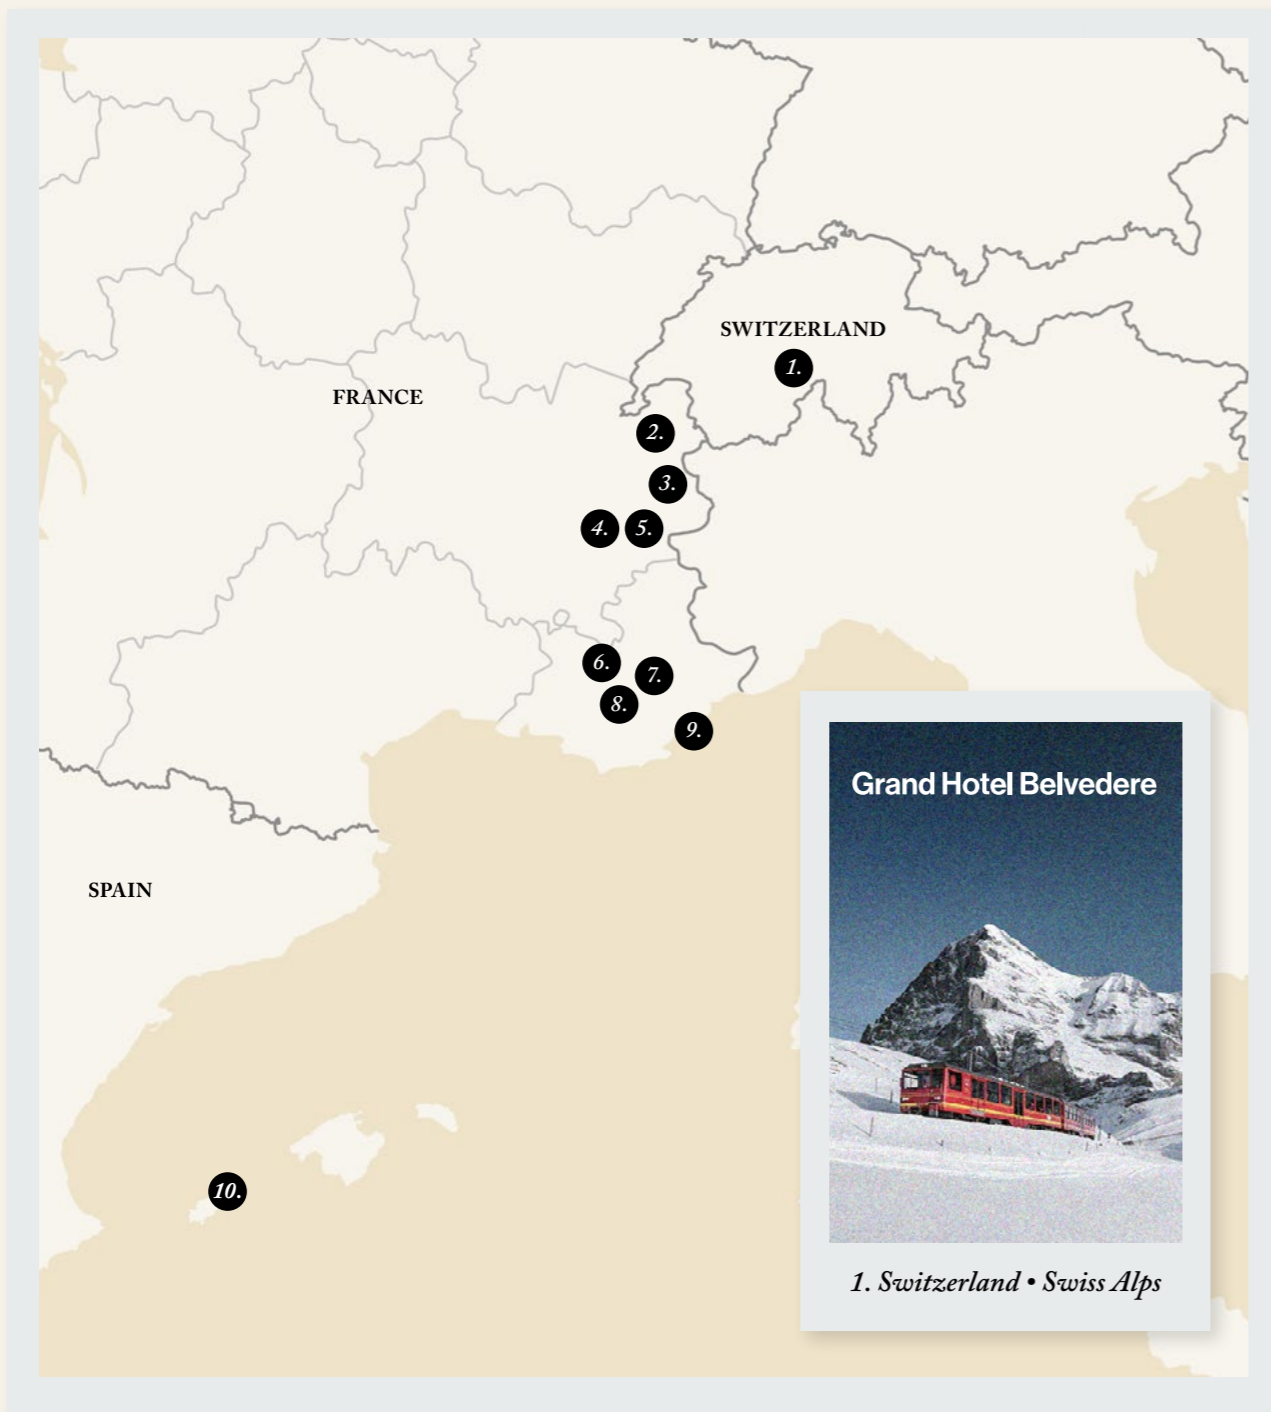 SWITZERLAND
1.
FRANCE
2.
3.
4.
5.
6.
7.
8.
9.
Grand Hotel Belvedere
SPAIN
10.
1. Switzerland • Swiss Alps